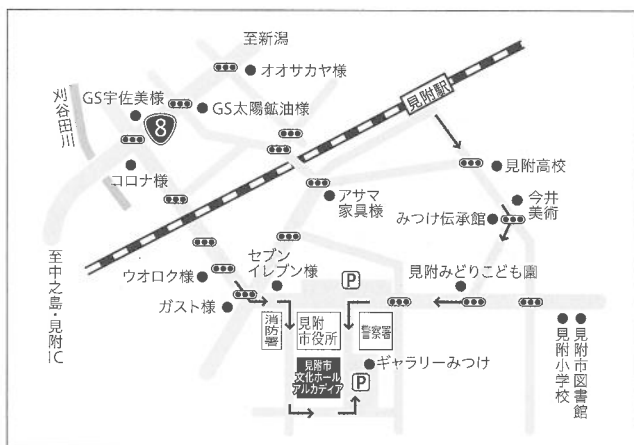 至新潟
オオサカヤ様
GS宇佐美様
GS太陽鉱油様
8
刈谷田川
コロナ様
見附駅
見附高校
今井
美術
みつけ伝承館
アサマ
家具様
至中之島・見附IC
セブン
イレブン様
ウオロク様
ガスト様
P
見附みどりこども園
消防署
見附
市役所
警察署
見附市
文化ホール
アルカディア
P
ギャラリーみつけ
見附小学校
見附市図書館